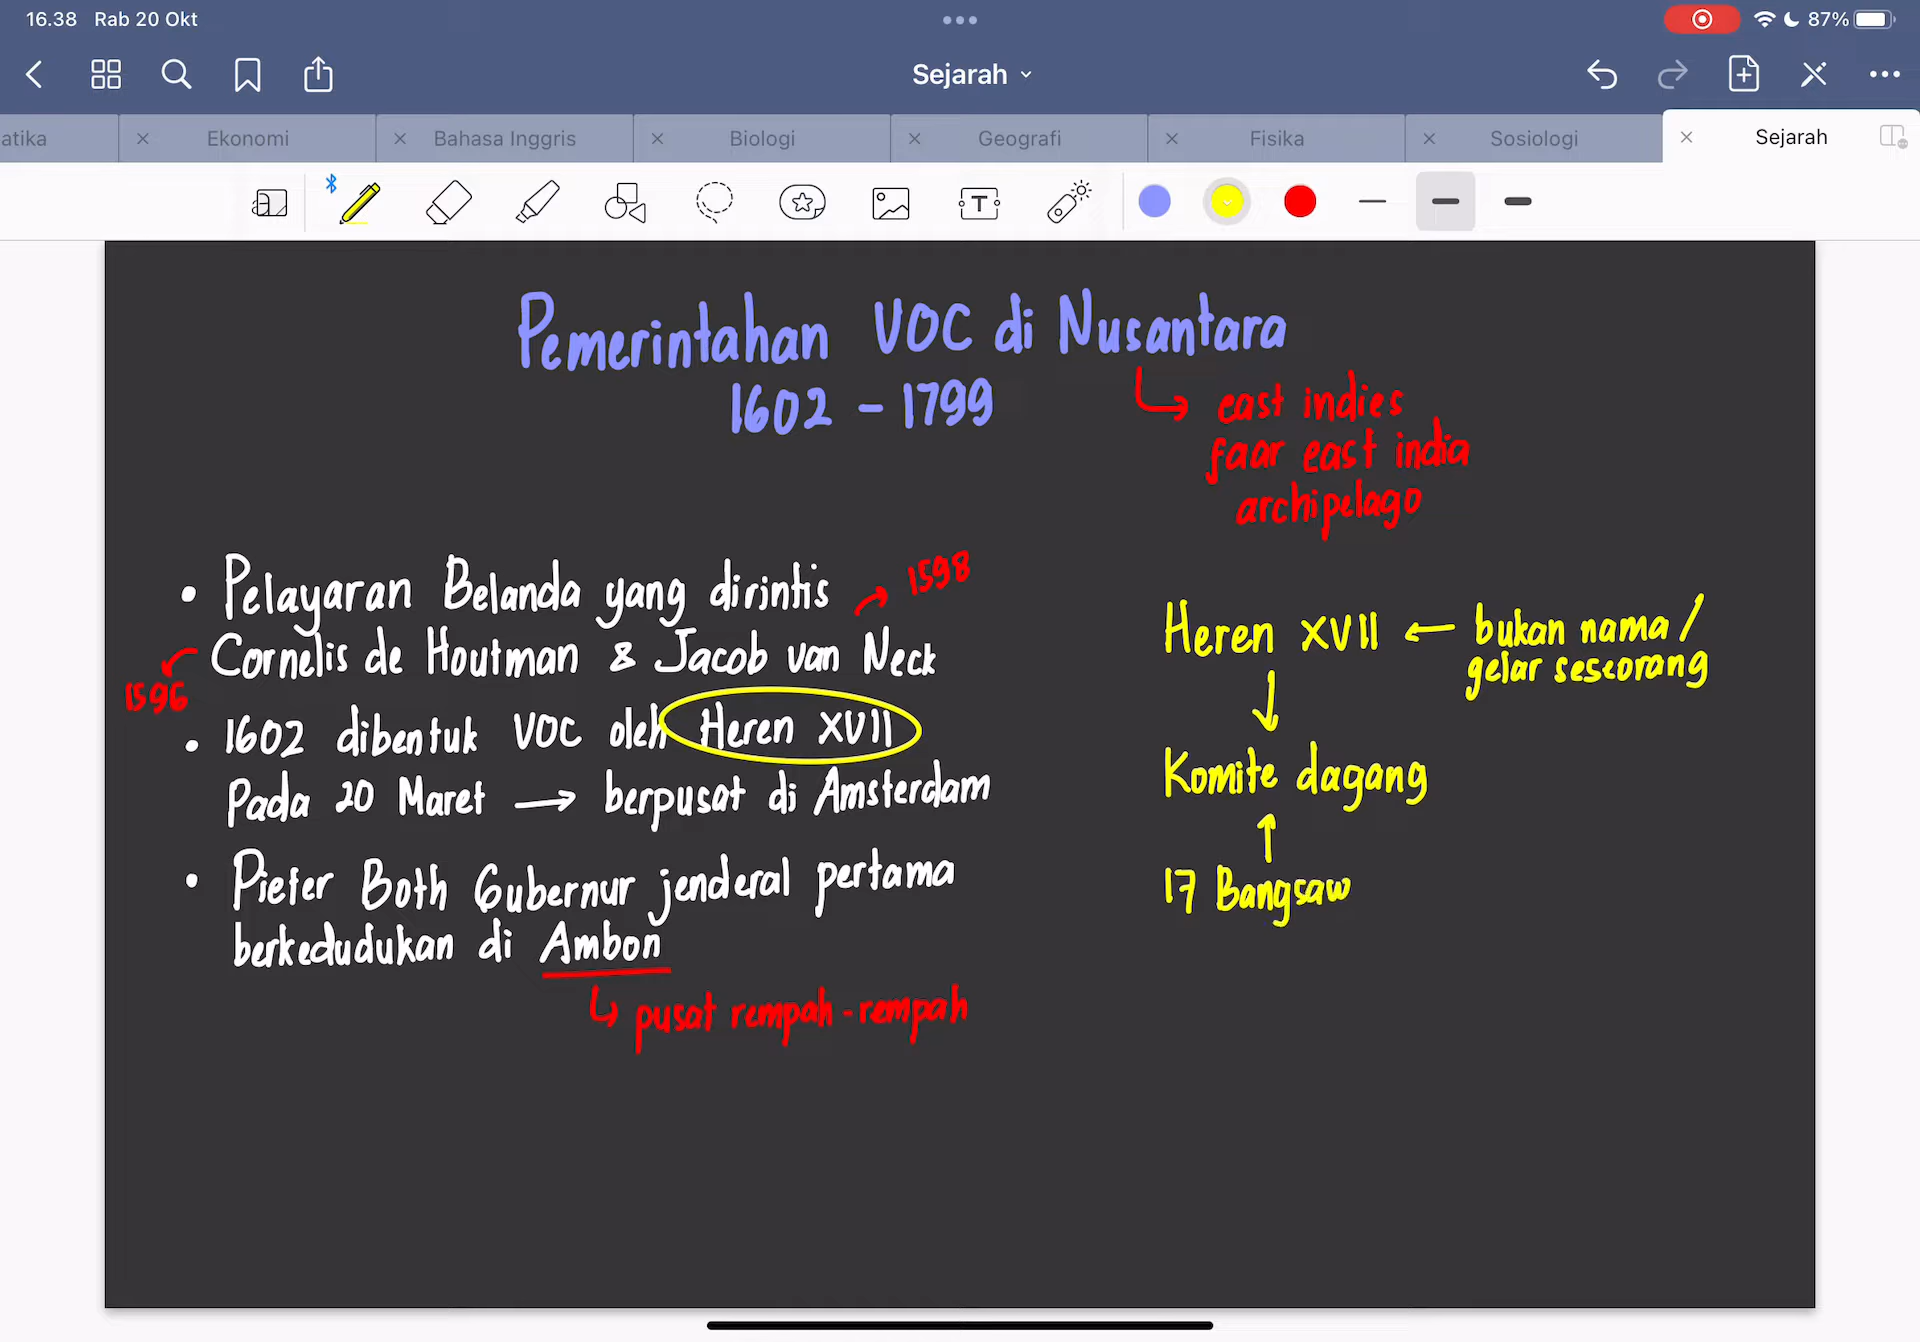 16.38 Rab 20 Okt
87%
Sejarah
atika
Ekonomi
Bahasa Inggris
Biologi
Geografi
Fisika
Sosiologi
Sejarah
Pemerintahan VOC di Nusantara
1602 - 1799
east indies
faar east india
archipelago
• Pelayaran Belanda yang dirintis
1598
Cornelis de Houtman & Jacob van Neck
1596
• 1602 dibentuk VOC oleh Heren XVII
Pada 20 Maret → berpusat di Amsterdam
• Pieter Both Gubernur jenderal pertama
berkedudukan di Ambon
↳ pusat rempah-rempah
Heren XVII ← bukan nama /
gelar seseorang
Komite dagang
17 Bangsaw